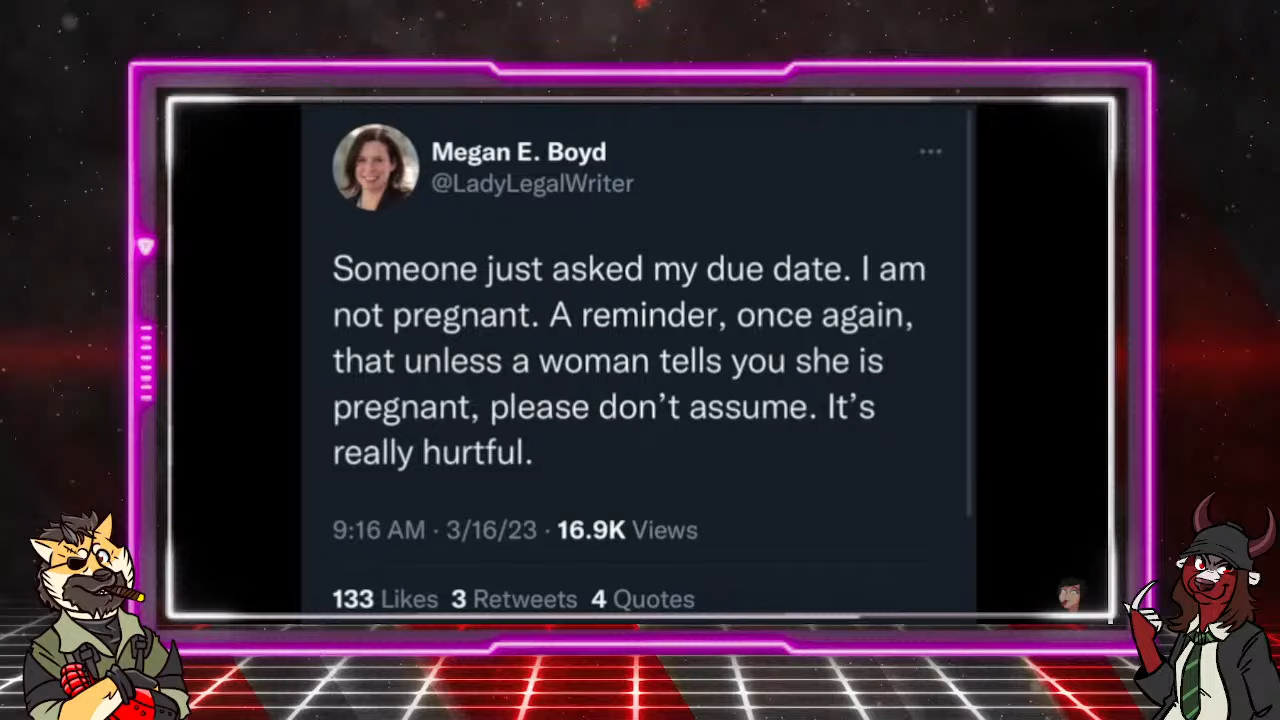 Megan E. Boyd
@LadyLegalWriter
Someone just asked my due date. I am
not pregnant. A reminder, once again,
that unless a woman tells you she is
pregnant, please don’t assume. It’s
really hurtful.
9:16 AM · 3/16/23 · 16.9K Views
133 Likes 3 Retweets 4 Quotes